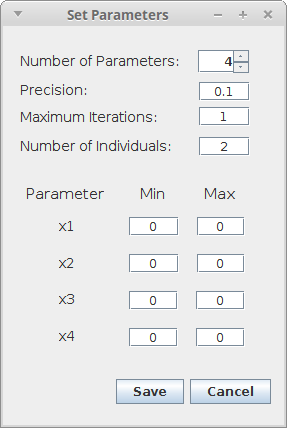 Set Parameters
Number of Parameters: 4
Precision: 0.1
Maximum Iterations: 1
Number of Individuals: 2
Parameter Min Max
x1 0 0
x2 0 0
x3 0 0
x4 0 0
Save Cancel